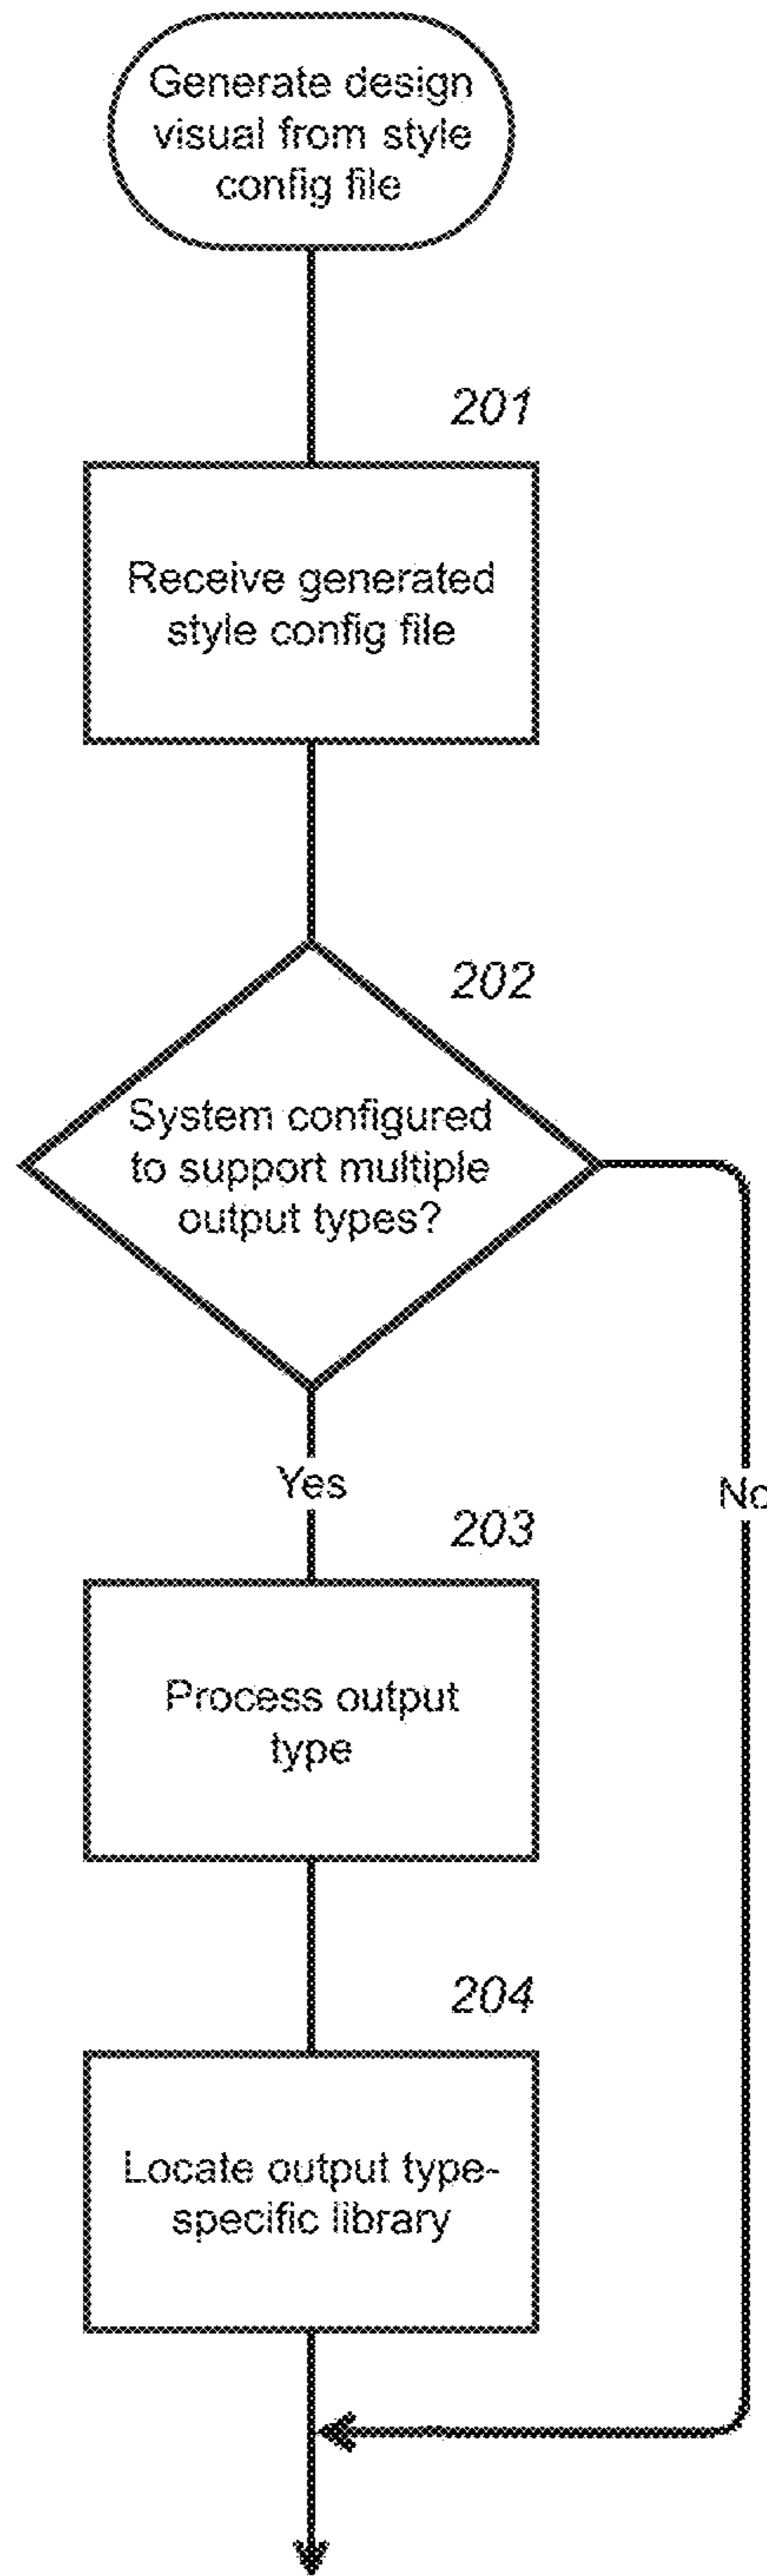 Generate design
visual from style
config file
201
Receive generated
style config file
202
System configured
to support multiple
output types?
Yes
No
203
Process output
type
204
Locate output type-
specific library